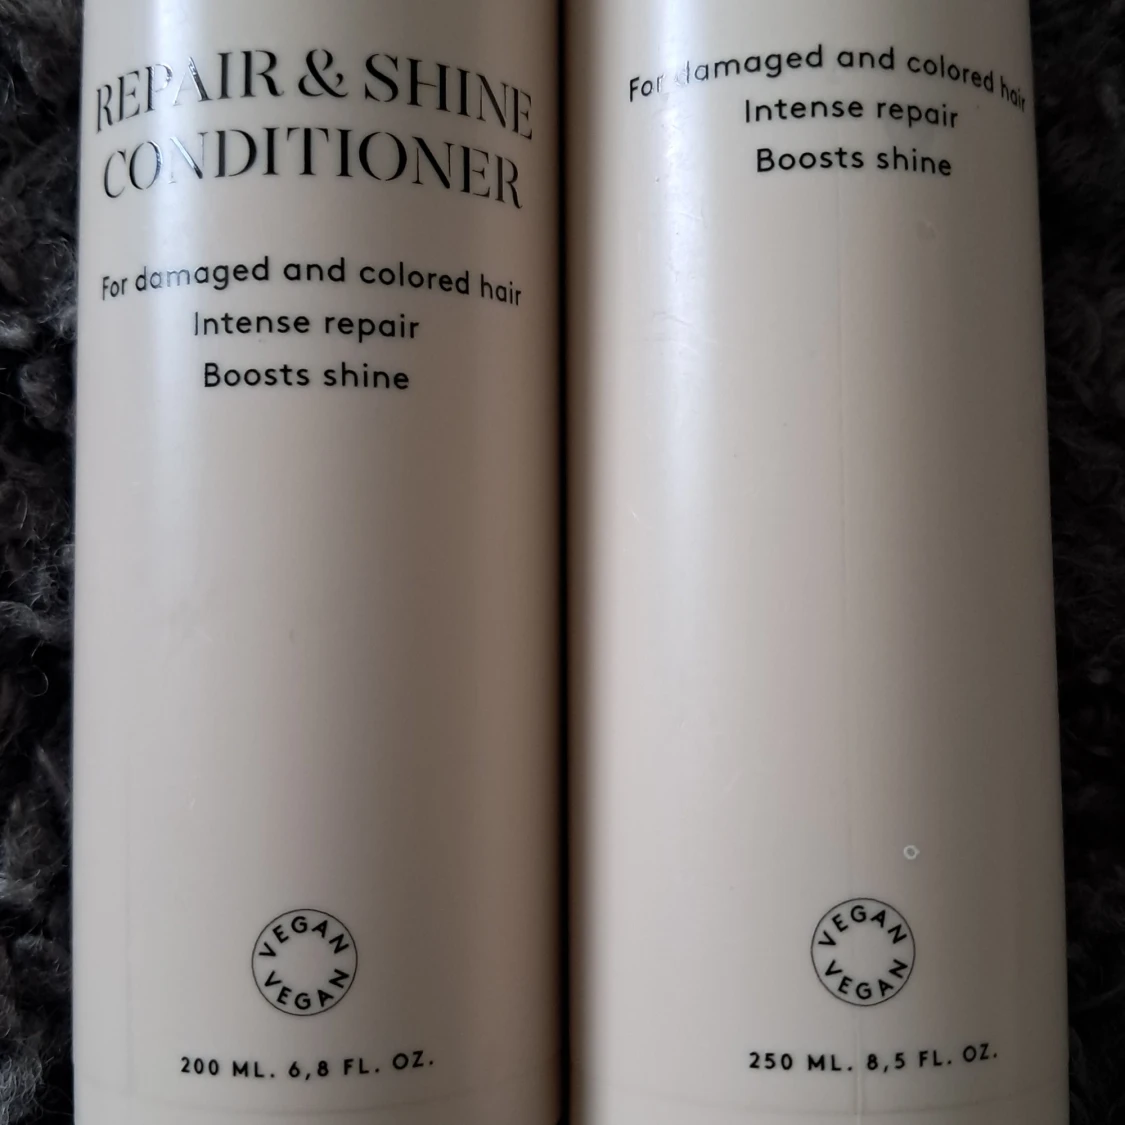 REPAIR & SHINE
CONDITIONER
For damaged and colored hair
Intense repair
Boosts shine
VEGAN
VEGAN
200 ML. 6,8 FL. OZ.
For damaged and colored hair
Intense repair
Boosts shine
VEGAN
VEGAN
250 ML. 8,5 FL. OZ.